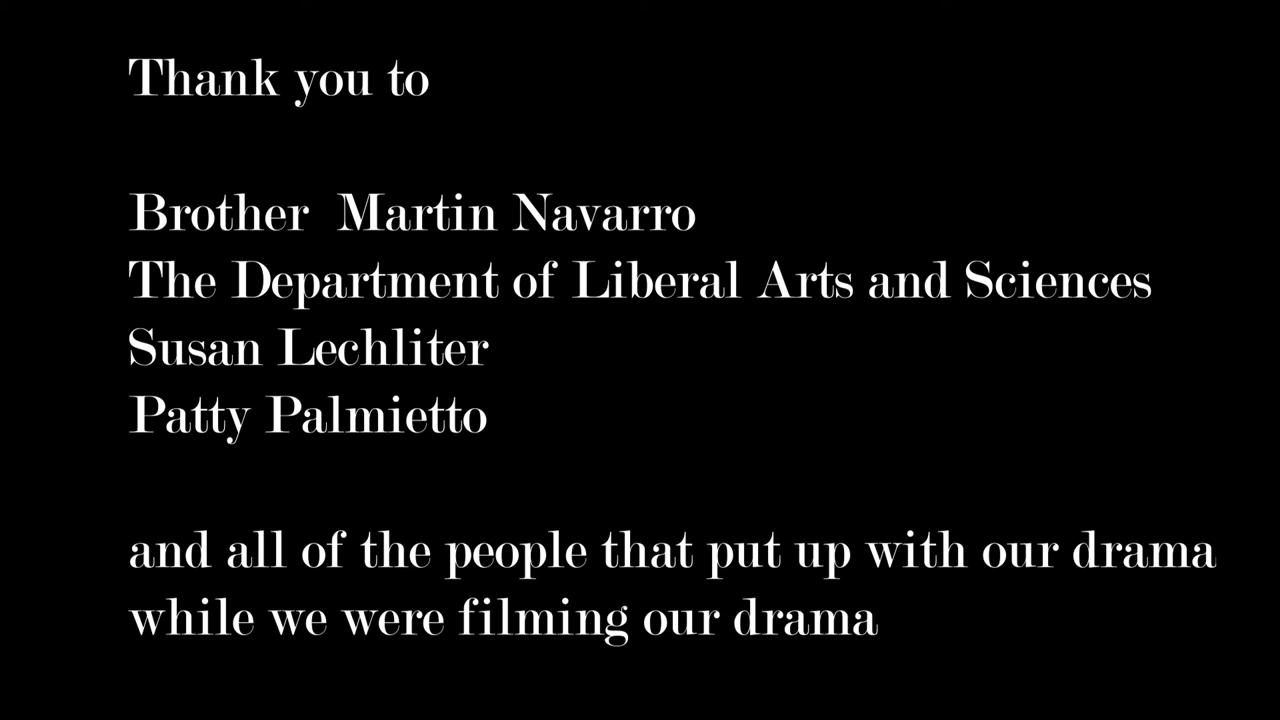 Thank you to
Brother  Martin Navarro
The Department of Liberal Arts and Sciences
Susan Lechliter
Patty Palmietto
and all of the people that put up with our drama
while we were filming our drama